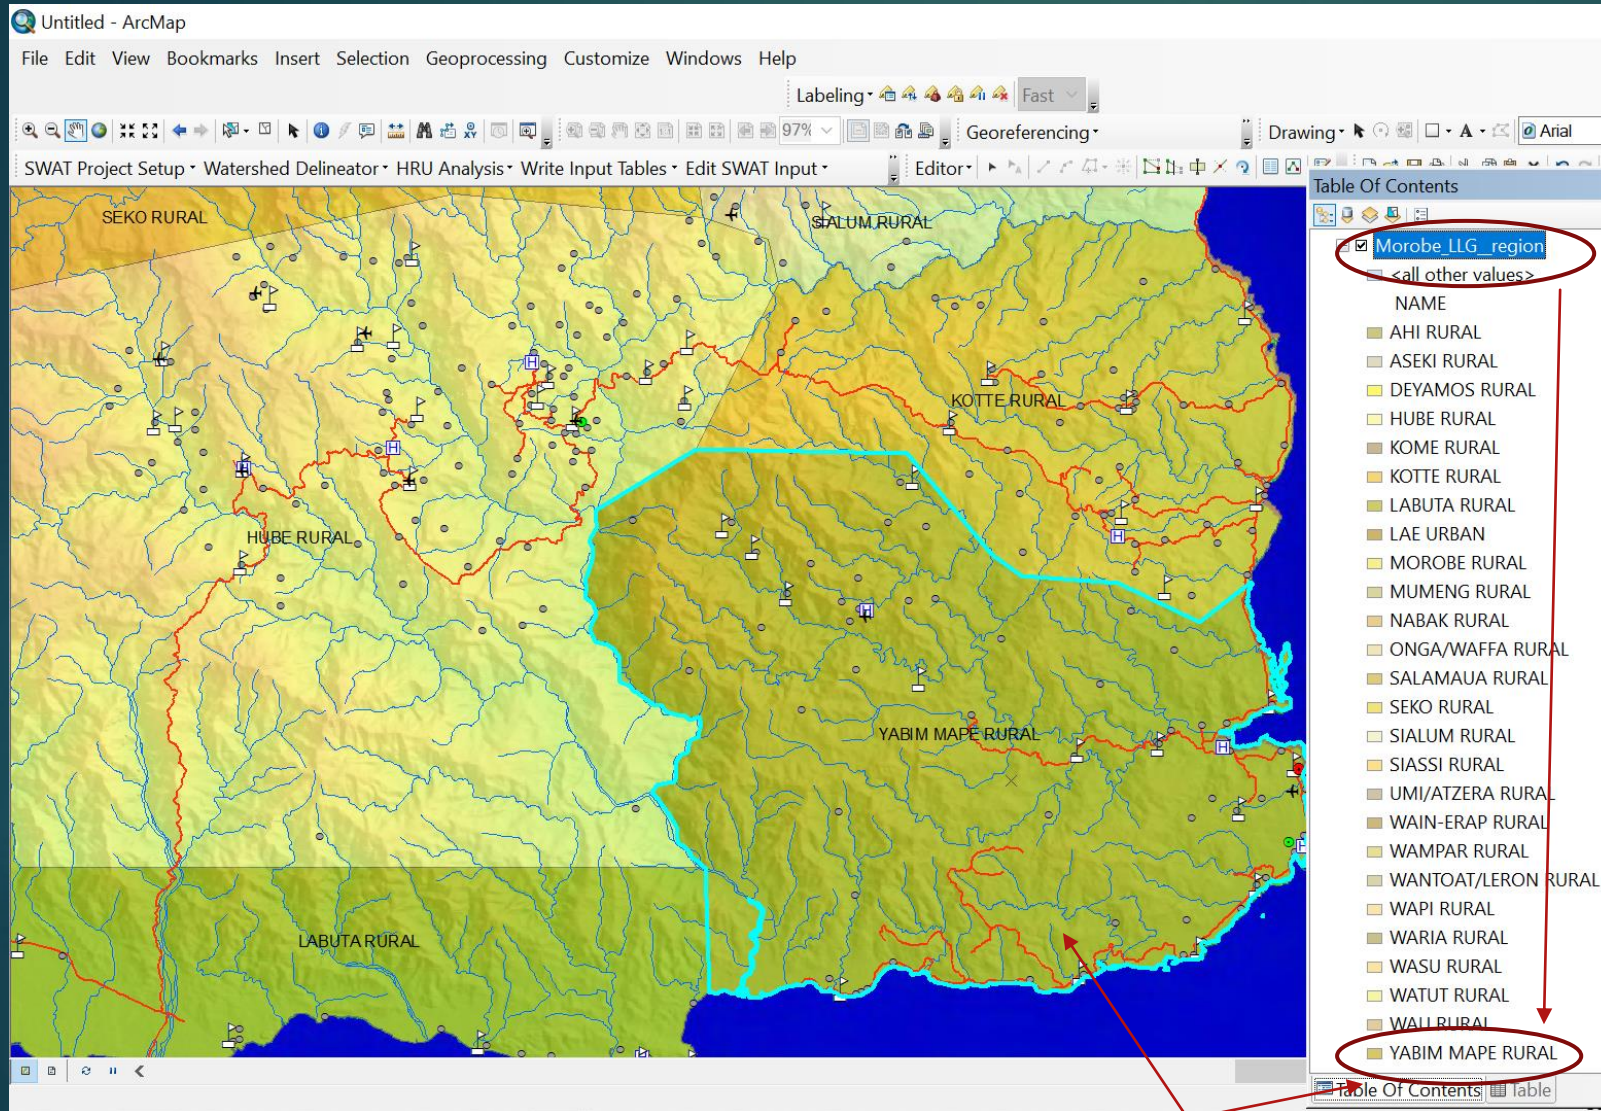 Untitled - ArcMap
File Edit View Bookmarks Insert Selection Geoprocessing Customize Windows Help
Labeling Fast
97% Georeferencing Drawing A Arial
SWAT Project Setup Watershed Delineator HRU Analysis Write Input Tables Edit SWAT Input Editor
Table Of Contents
Morobe_LLG__region
<all other values>
NAME
AHI RURAL
ASEKI RURAL
DEYAMOS RURAL
HUBE RURAL
KOME RURAL
KOTTE RURAL
LABUTA RURAL
LAE URBAN
MOROBE RURAL
MUMENG RURAL
NABAK RURAL
ONGA/WAFFA RURAL
SALAMAUA RURAL
SEKO RURAL
SIALUM RURAL
SIASSI RURAL
UMI/ATZERA RURAL
WAIN-ERAP RURAL
WAMPAR RURAL
WANTOAT/LERON RURAL
WAPI RURAL
WARIA RURAL
WASU RURAL
WATUT RURAL
WAU RURAL
YABIM MAPE RURAL
Table Of Contents Table
SEKO RURAL
SIALUM RURAL
KOTTE RURAL
HUBE RURAL
YABIM MAPE RURAL
LABUTA RURAL
H
H
H
H
H
H
H